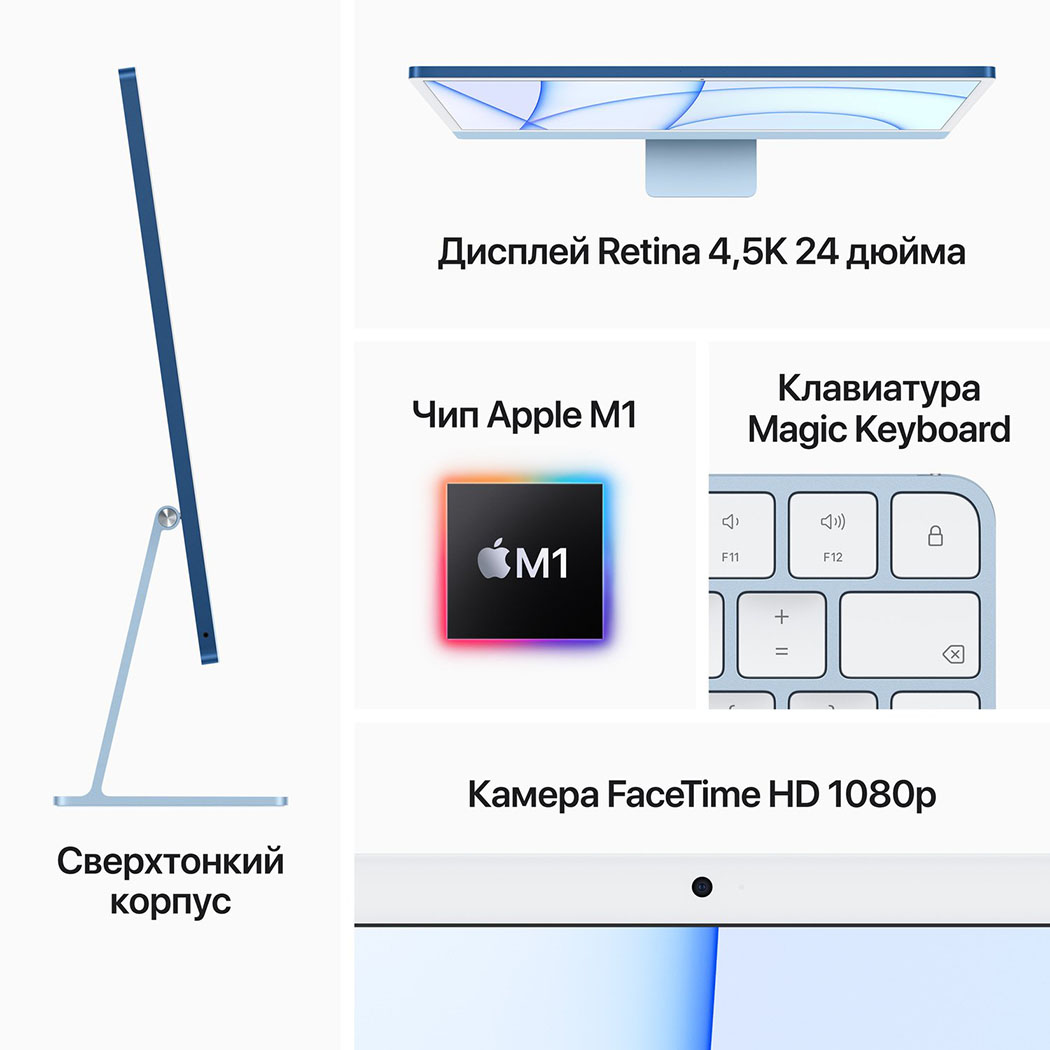 Дисплей Retina 4,5K 24 дюйма
Чип Apple M1
M1
Клавиатура
Magic Keyboard
F11
F12
+
=
Камера FaceTime HD 1080p
Сверхтонкий
корпус